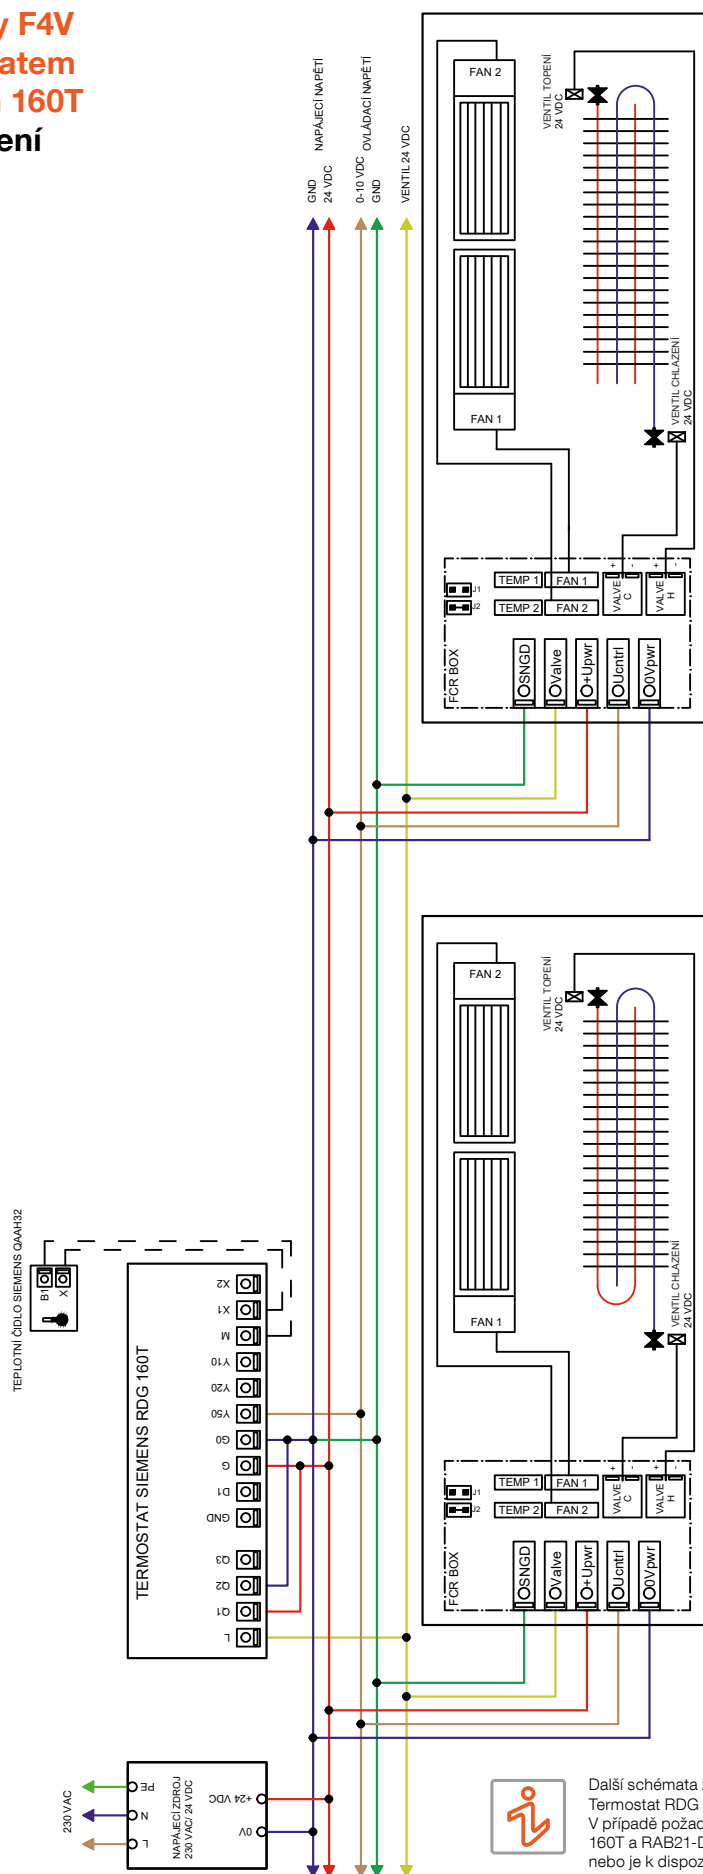 y F4V
atem
160T
ení
NAPÁJECÍ NAPĚTÍ
OVLÁDACÍ NAPĚTÍ
GND
24 VDC
0-10 VDC
GND
VENTIL 24 VDC
FAN 2
VENTIL TOPENÍ
24 VDC
FAN 1
VENTIL CHLAZENÍ
24 VDC
FCR BOX
J1
J2
TEMP 1
FAN 1
TEMP 2
FAN 2
+ -
VALVE
C
+ -
VALVE
H
SNGD
Valve
+Upwr
Ucntrl
0Vpwr
FAN 2
VENTIL TOPENÍ
24 VDC
FAN 1
VENTIL CHLAZENÍ
24 VDC
FCR BOX
J1
J2
TEMP 1
FAN 1
TEMP 2
FAN 2
+ -
VALVE
C
+ -
VALVE
H
SNGD
Valve
+Upwr
Ucntrl
0Vpwr
TEPLOTNÍ ČIDLO SIEMENS QAAH32
B1
X
TERMOSTAT SIEMENS RDG 160T
X2
X1
M
Y10
Y20
Y50
G0
G
D1
GND
Q3
Q2
Q1
L
230 VAC
PE
N
L
NAPÁJECÍ ZDROJ
230 VAC/ 24 VDC
+24 VDC
0V
Další schémata
Termostat RDG
V případě požad
160T a RAB21-D
nebo je k dispoz